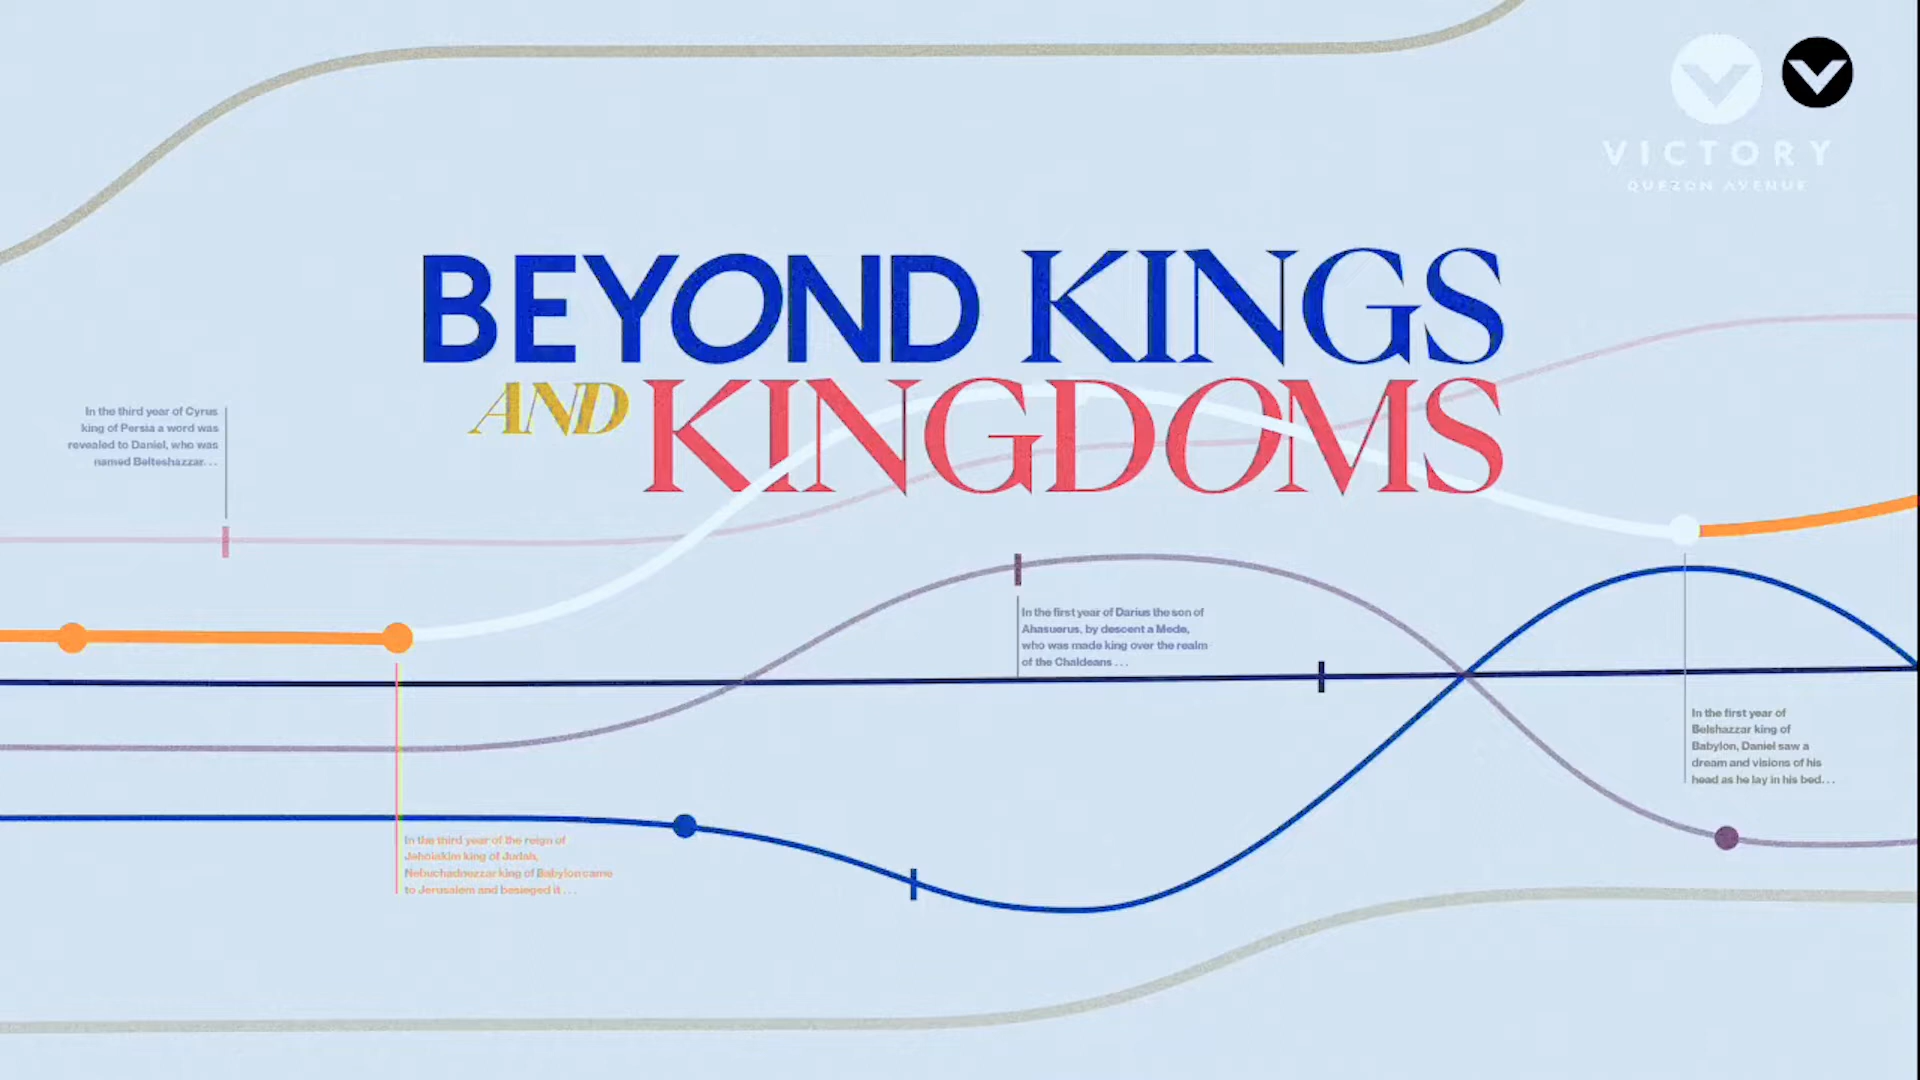 VICTORY
QUEZON AVENUE
BEYOND KINGS
AND KINGDOMS
In the third year of Cyrus
king of Persia a word was
revealed to Daniel, who was
named Belteshazzar...
In the first year of Darius the son of
Ahasuerus, by descent a Mede,
who was made king over the realm
of the Chaldeans ...
In the first year of
Belshazzar king of
Babylon, Daniel saw a
dream and visions of his
head as he lay in his bed...
In the third year of the reign of
Jehoiakim king of Judah,
Nebuchadnezzar king of Babylon came
to Jerusalem and besieged it ...